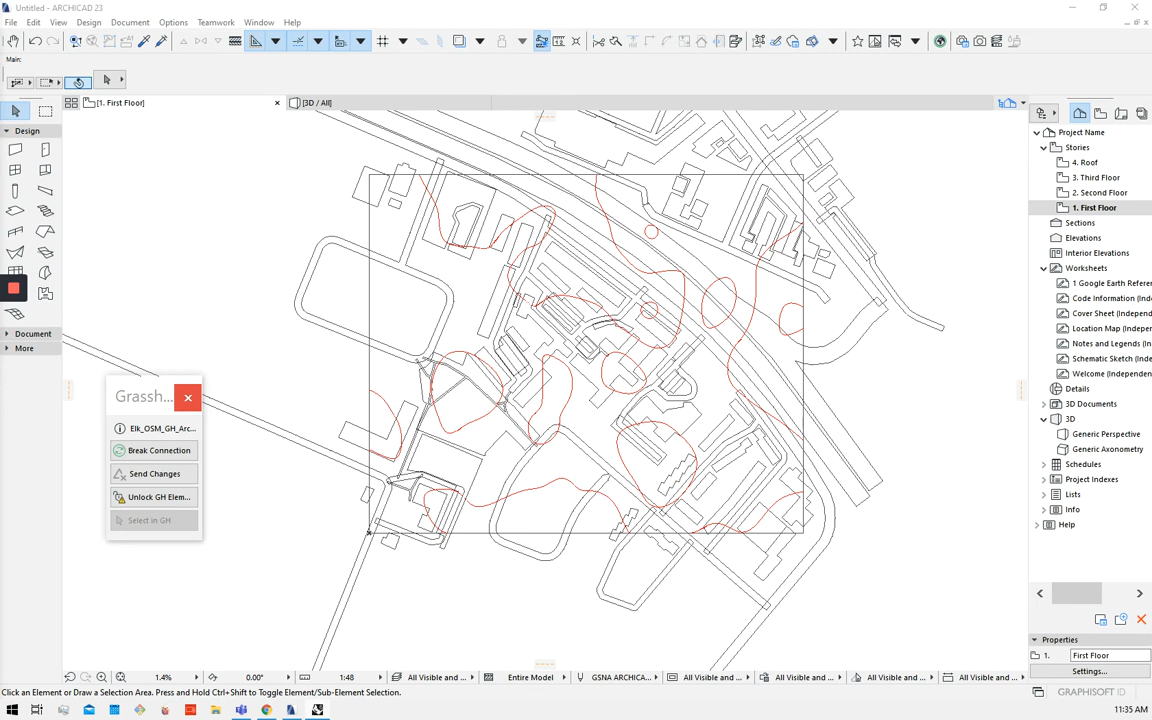 Untitled - ARCHICAD 23
File Edit View Design Document Options Teamwork Window Help
Main:
[1. First Floor]
[3D / All]
Design
Document
More
Grassh...
Elk_OSM_GH_Arc...
Break Connection
Send Changes
Unlock GH Elem...
Select in GH
Project Name
Stories
4. Roof
3. Third Floor
2. Second Floor
1. First Floor
Sections
Elevations
Interior Elevations
Worksheets
1 Google Earth Refere
Code Information (Ind
Cover Sheet (Indepen
Location Map (Indeper
Notes and Legends (In
Schematic Sketch (Ind
Welcome (Independen
Details
3D Documents
3D
Generic Perspective
Generic Axonometry
Schedules
Project Indexes
Lists
Info
Help
Properties
1. First Floor
Settings...
1.4% 0.00° 1:48 All Visible and ... Entire Model GSNA ARCHICA... All Visible and ... All Visible and ... All Visible and ... All Visible and ...
Click an Element or Draw a Selection Area. Press and Hold Ctrl+Shift to Toggle Element/Sub-Element Selection.
GRAPHISOFT ID
11:35 AM